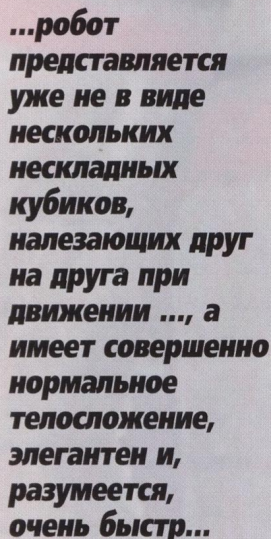 ...робот
представляется
уже не в виде
нескольких
нескладных
кубиков,
налезающих друг
на друга при
движении ..., а
имеет совершенно
нормальное
телосложение,
элегантен и,
разумеется,
очень быстр...